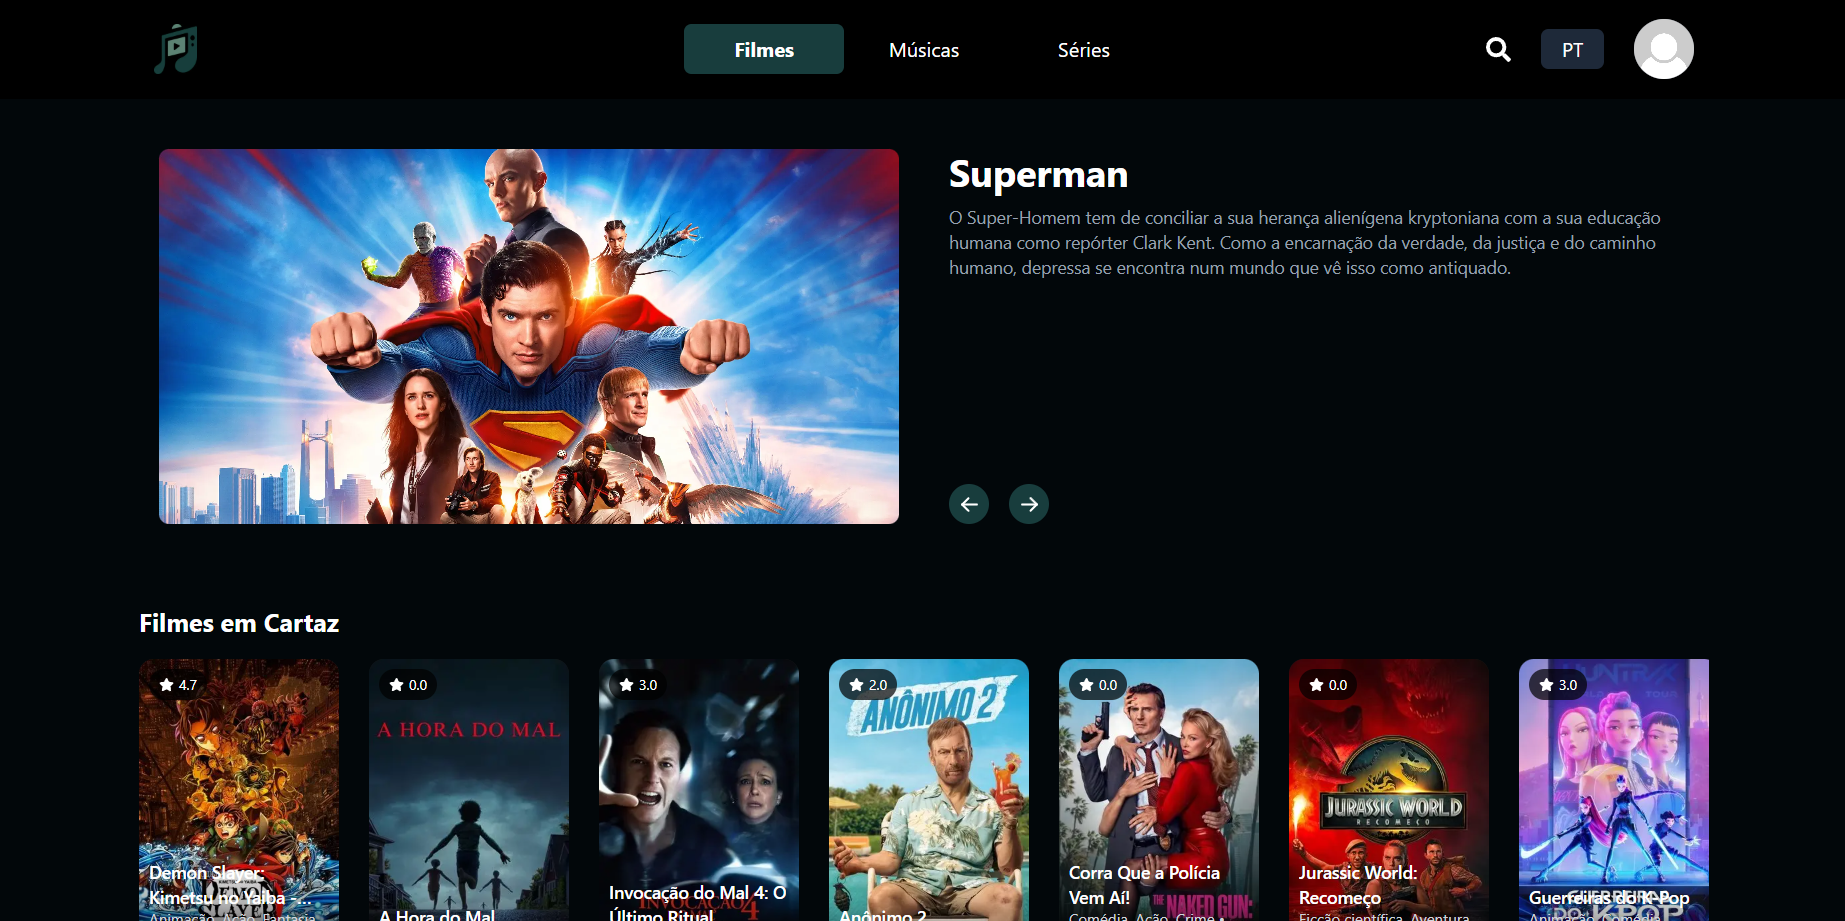 Filmes
Músicas
Séries
PT
Superman
O Super-Homem tem de conciliar a sua herança alienígena kryptoniana com a sua educação
humana como repórter Clark Kent. Como a encarnação da verdade, da justiça e do caminho
humano, depressa se encontra num mundo que vê isso como antiquado.
Filmes em Cartaz
4.7
Demon Slayer:
Kimetsu no Yaiba -...
Animação, Ação, Fantasia
0.0
A HORA DO MAL
A Hora do Mal
3.0
Invocação do Mal 4: O
Último Ritual
INVOCAÇÃO 4
2.0
ANÔNIMO 2
Anônimo 2
0.0
Corra Que a Polícia
Vem Aí!
THE NAKED GUN:
Comédia, Ação, Crime •
0.0
JURASSIC WORLD
RECOMEÇO
Jurassic World:
Recomeço
Ficção científica, Aventura,
3.0
TOUR
Guerreiras do K-Pop
Animação, Comédia,